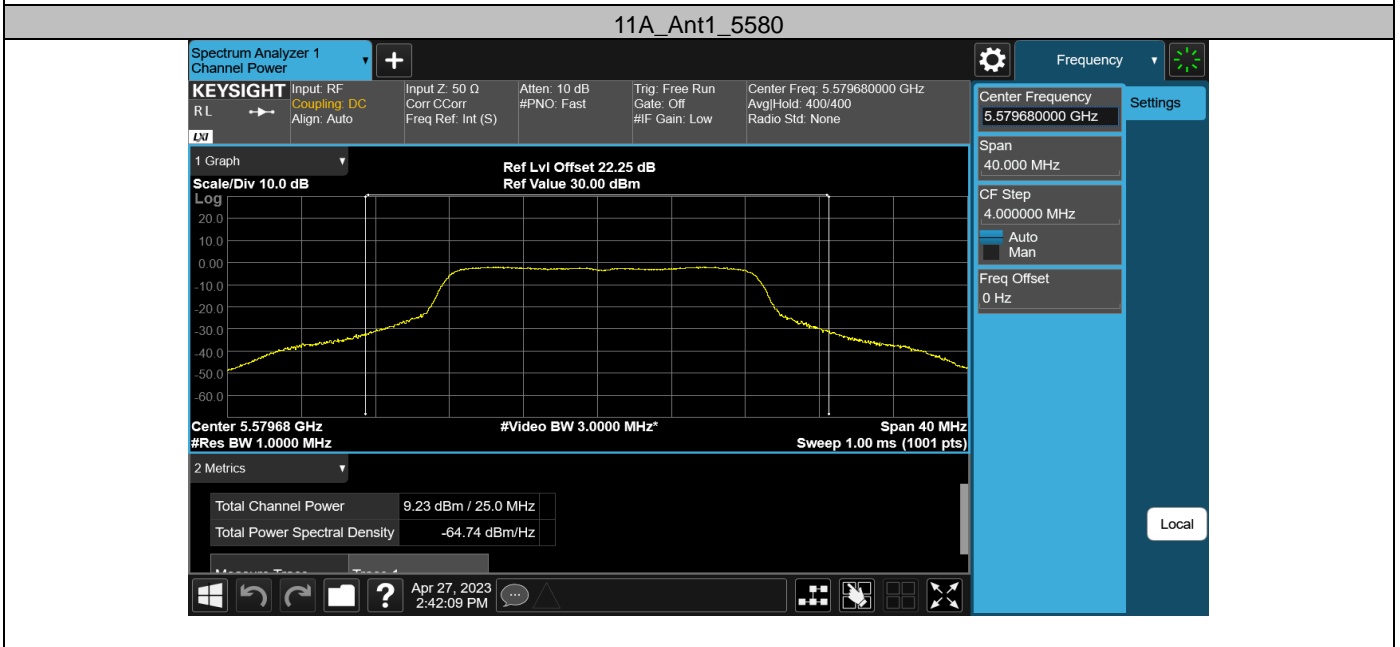 11A_Ant1_5580
Spectrum Analyzer 1
Channel Power
Frequency
KEYSIGHT
R L
LXI
Input: RF
Coupling: DC
Align: Auto
Input Z: 50 Ω
Corr CCorr
Freq Ref: Int (S)
Atten: 10 dB
#PNO: Fast
Trig: Free Run
Gate: Off
#IF Gain: Low
Center Freq: 5.579680000 GHz
Avg|Hold: 400/400
Radio Std: None
Center Frequency
5.579680000 GHz
Settings
Span
40.000 MHz
CF Step
4.000000 MHz
Auto
Man
Freq Offset
0 Hz
1 Graph
Scale/Div 10.0 dB
Ref Lvl Offset 22.25 dB
Ref Value 30.00 dBm
Log
20.0
10.0
0.00
-10.0
-20.0
-30.0
-40.0
-50.0
-60.0
Center 5.57968 GHz
#Video BW 3.0000 MHz*
Span 40 MHz
#Res BW 1.0000 MHz
Sweep 1.00 ms (1001 pts)
2 Metrics
Total Channel Power 9.23 dBm / 25.0 MHz
Total Power Spectral Density -64.74 dBm/Hz
Measure Trace Trace 1
Local
?
Apr 27, 2023
2:42:09 PM